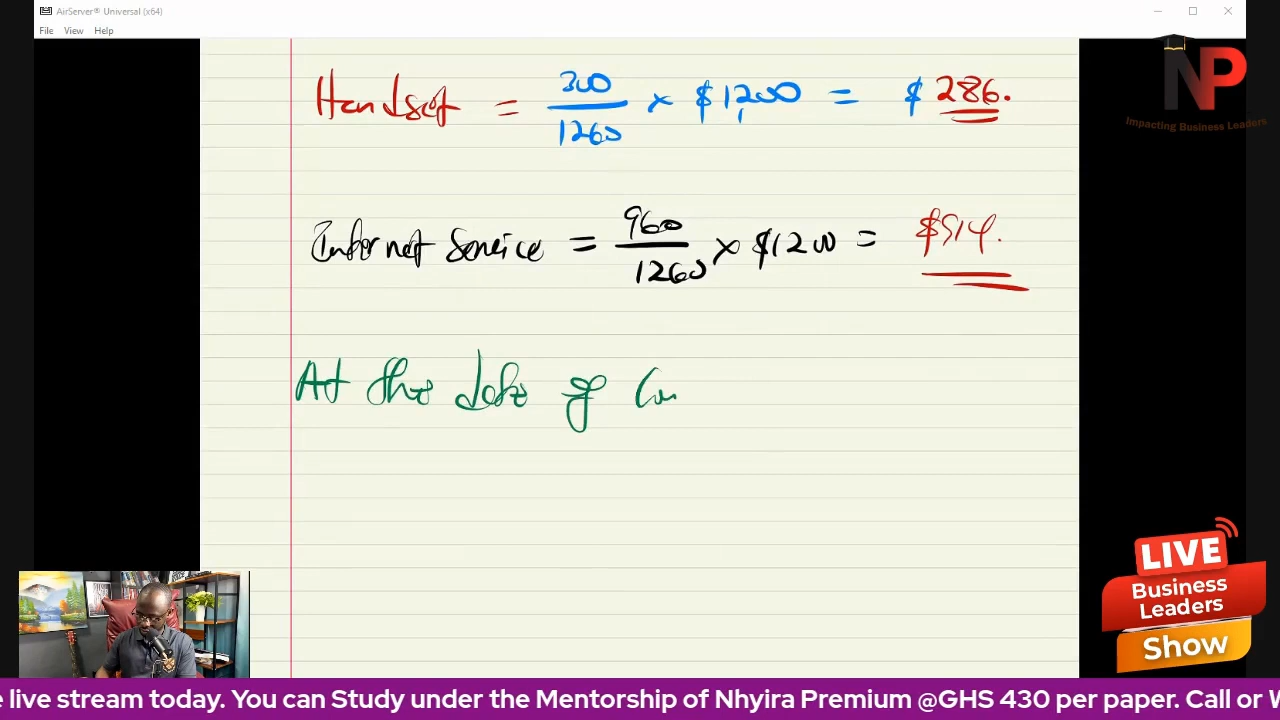 AirServer® Universal (x64)
File View Help
Handset = 300/1260 × $1200 = $286.
NP
Impacting Business Leaders
Internet Service = 960/1260 × $1200 = $914.
At the date of Con
LIVE
Business
Leaders
Show
e live stream today. You can Study under the Mentorship of Nhyira Premium @GHS 430 per paper. Call or W